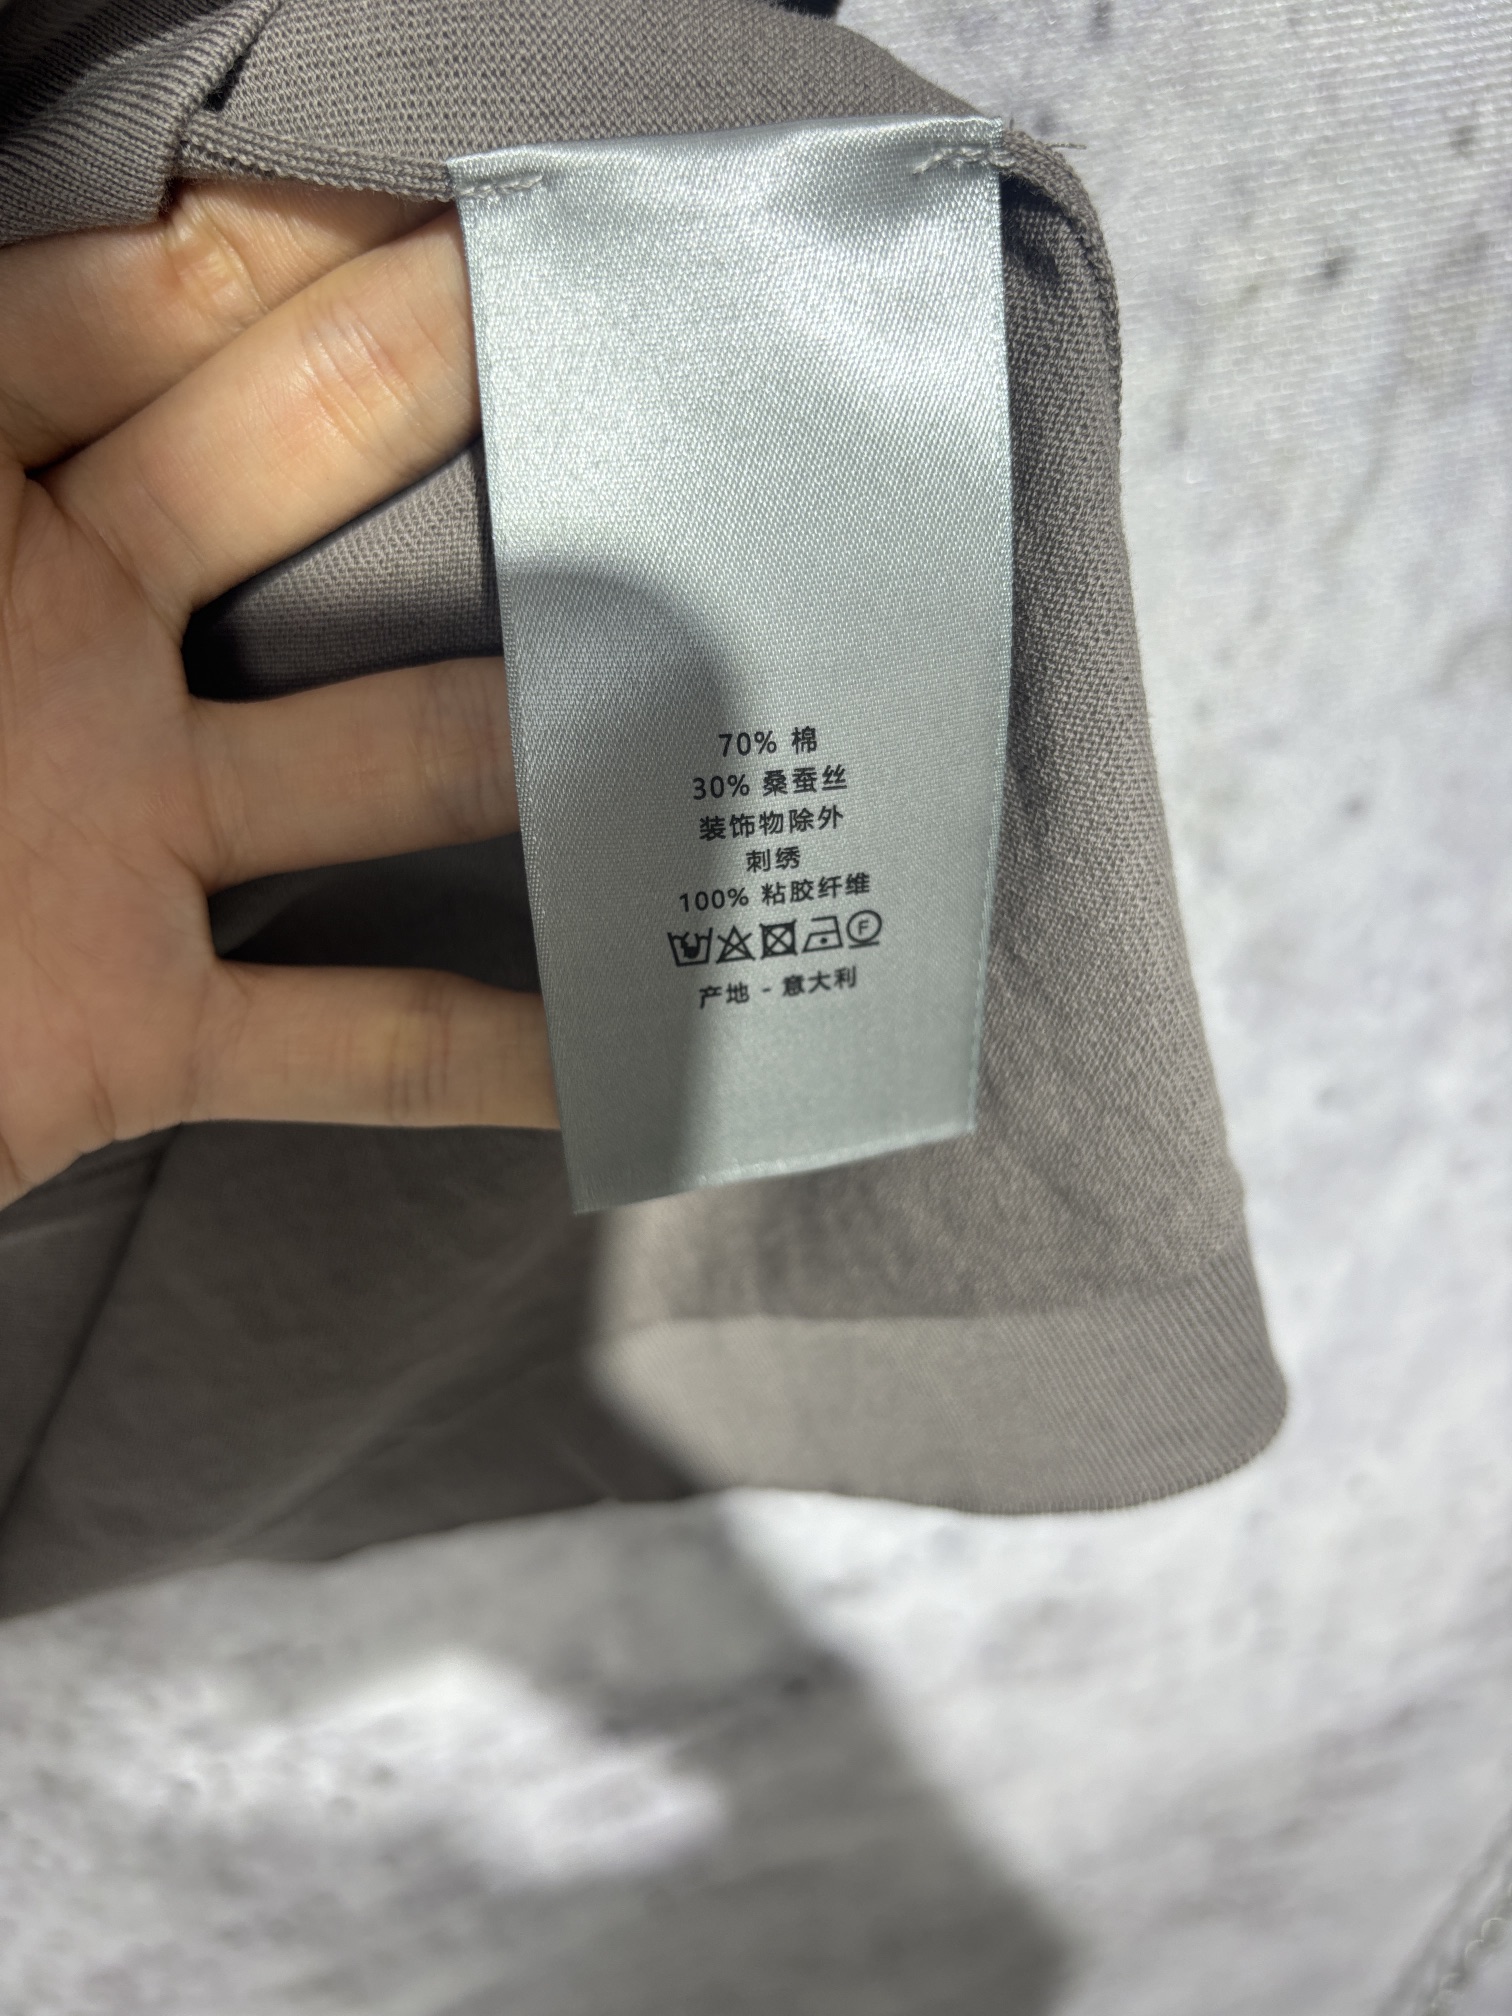 70% 棉
30% 桑蚕丝
装饰物除外
刺绣
100% 粘胶纤维
F
产地 - 意大利